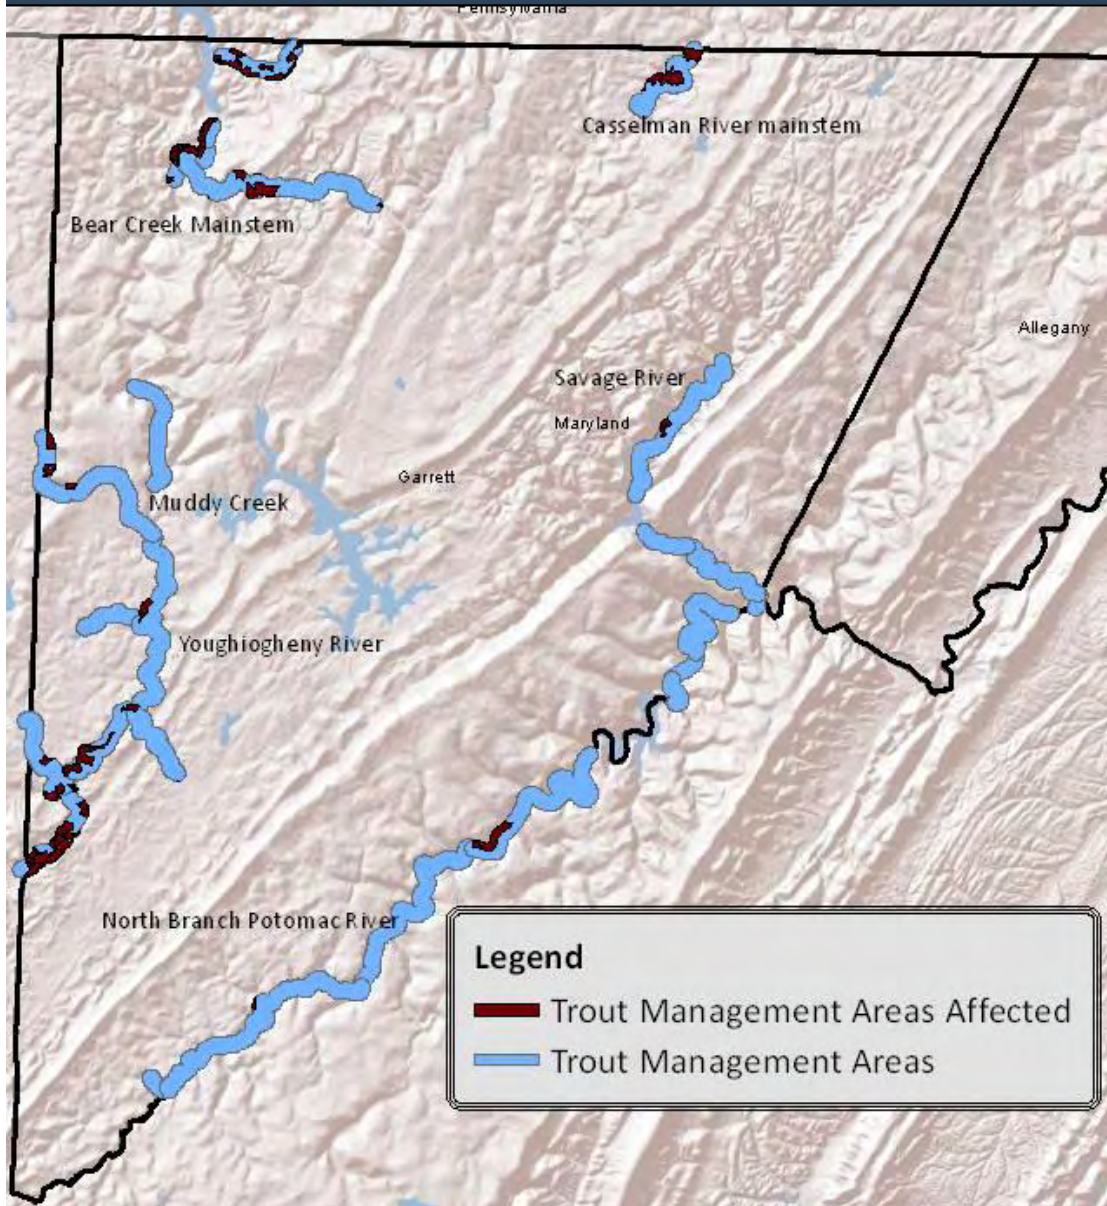 Pennsylvania
Casselman River mainstem
Bear Creek Mainstem
Allegany
Savage River
Maryland
Garrett
Muddy Creek
Youghiogheny River
North Branch Potomac River
Legend
Trout Management Areas Affected
Trout Management Areas